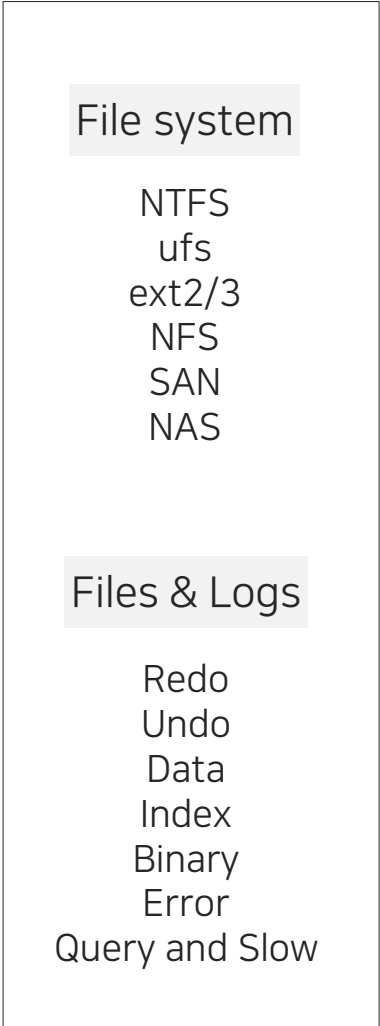 File system
NTFS
ufs
ext2/3
NFS
SAN
NAS
Files & Logs
Redo
Undo
Data
Index
Binary
Error
Query and Slow